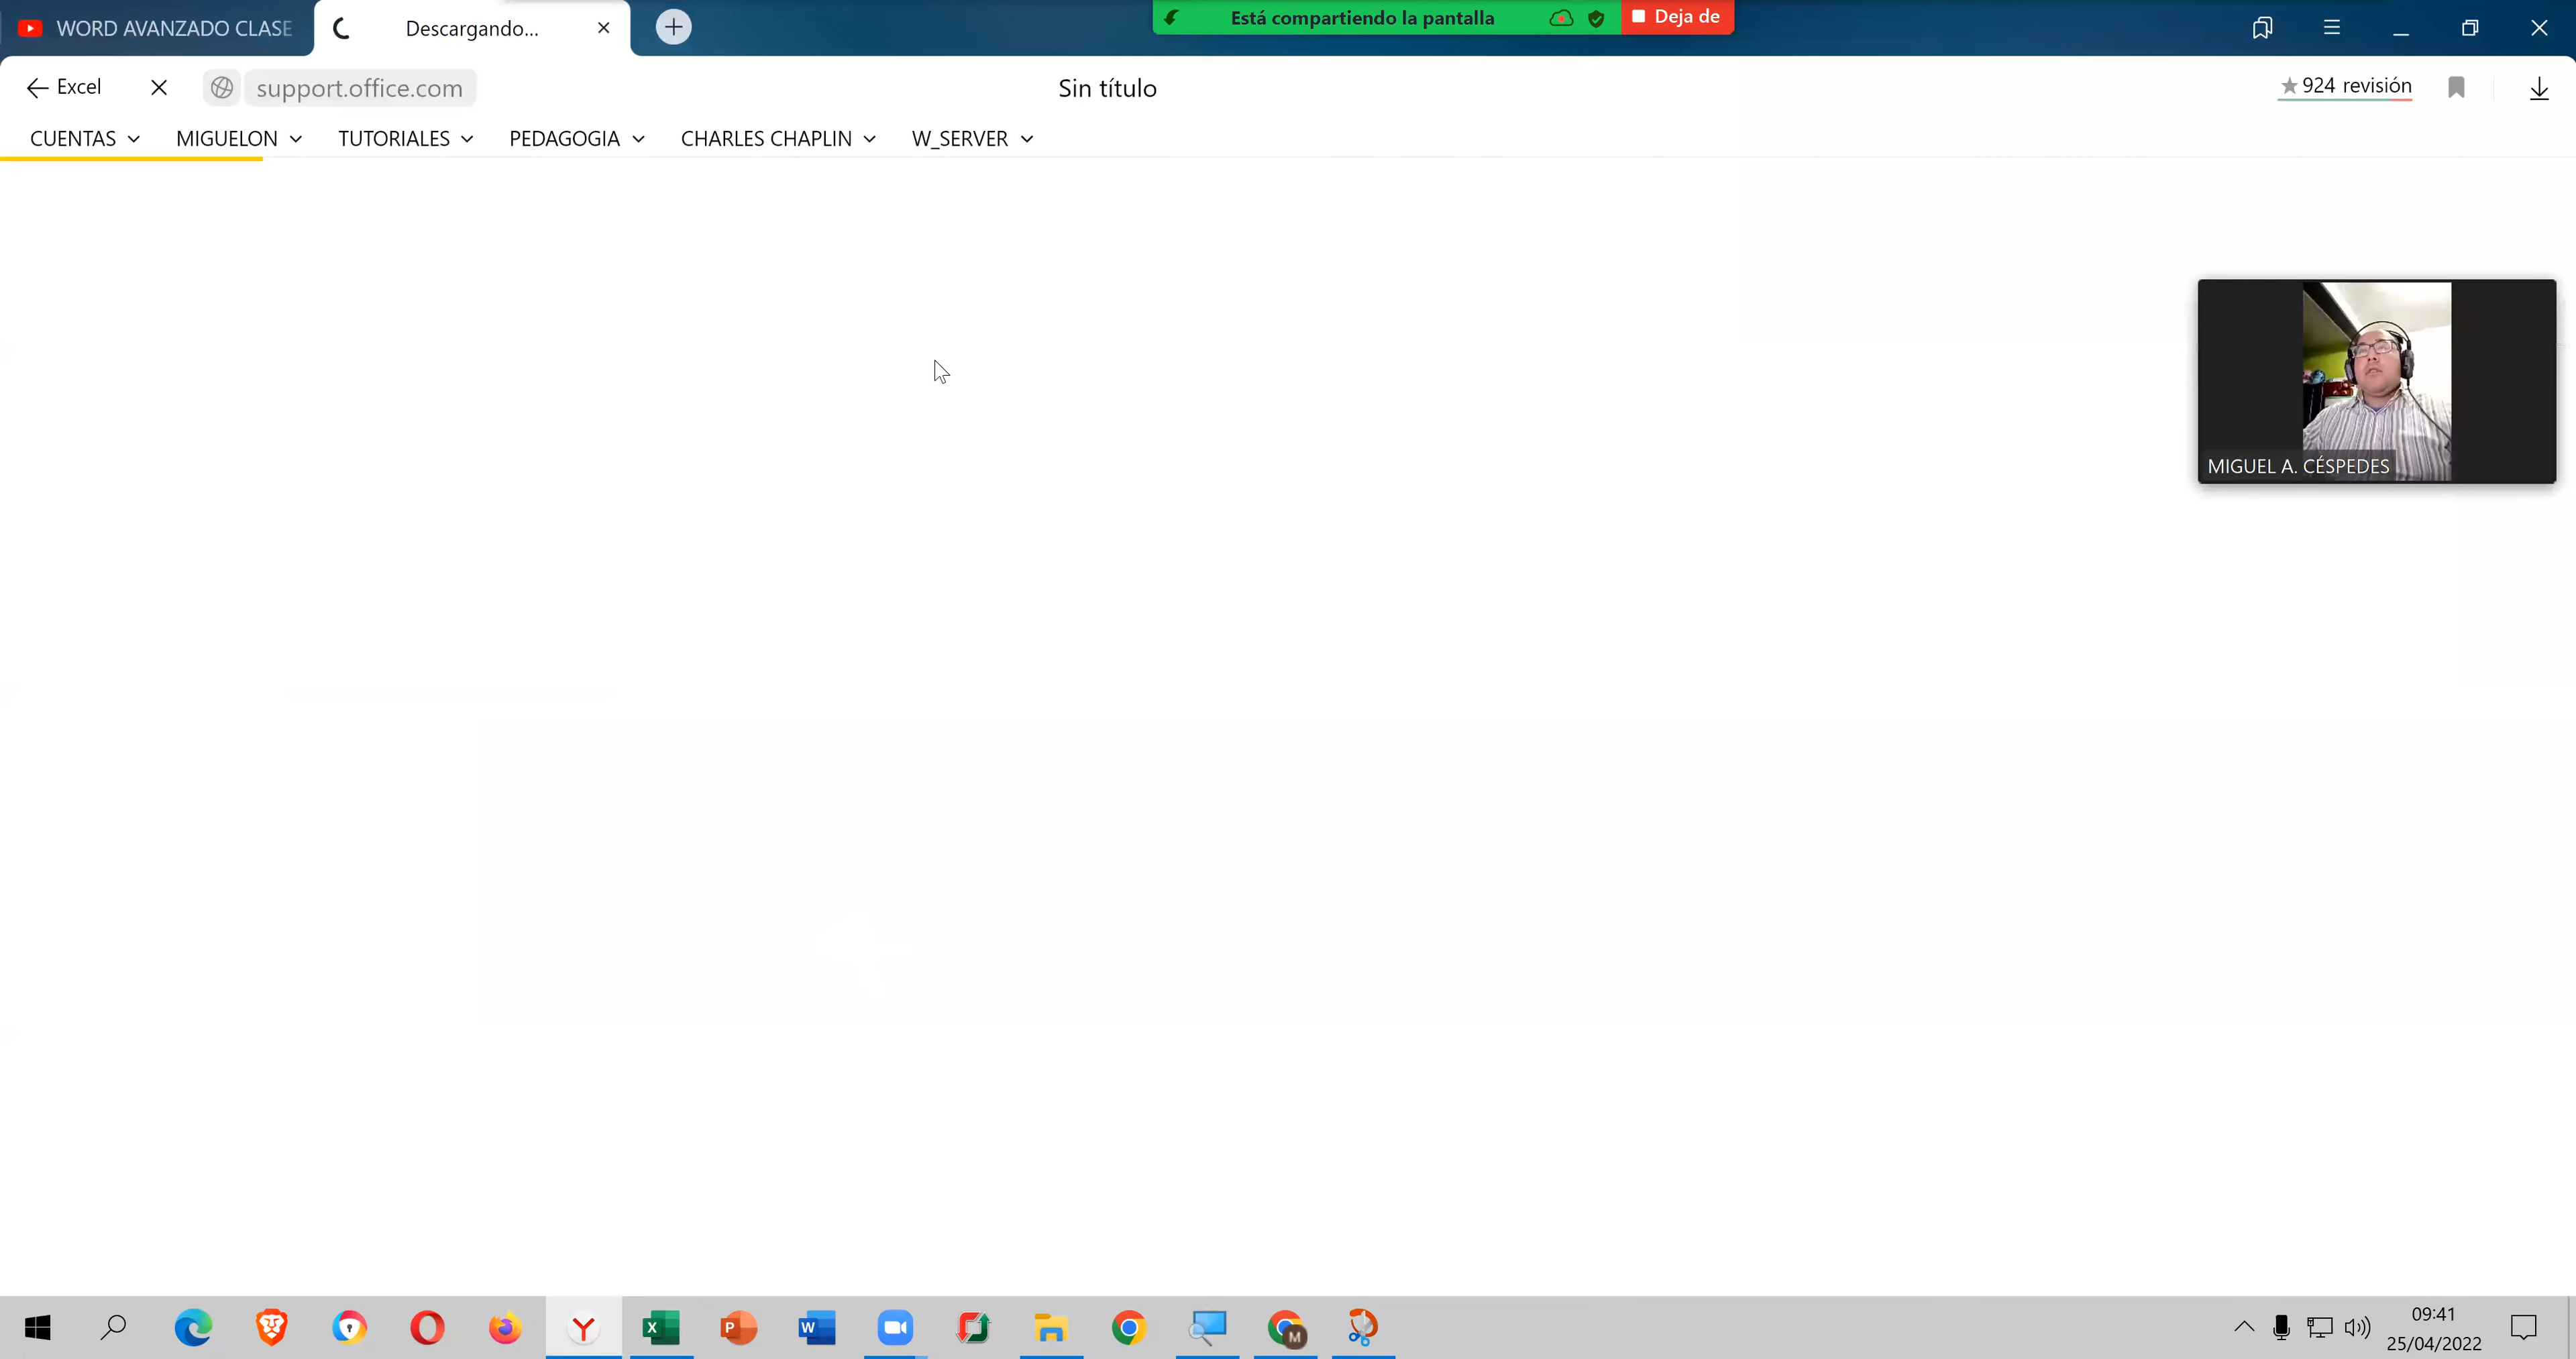 WORD AVANZADO CLASE
Descargando...
Está compartiendo la pantalla
Deja de
Excel
support.office.com
Sin título
924 revisión
CUENTAS
MIGUELON
TUTORIALES
PEDAGOGIA
CHARLES CHAPLIN
W_SERVER
MIGUEL A. CÉSPEDES
09:41
25/04/2022